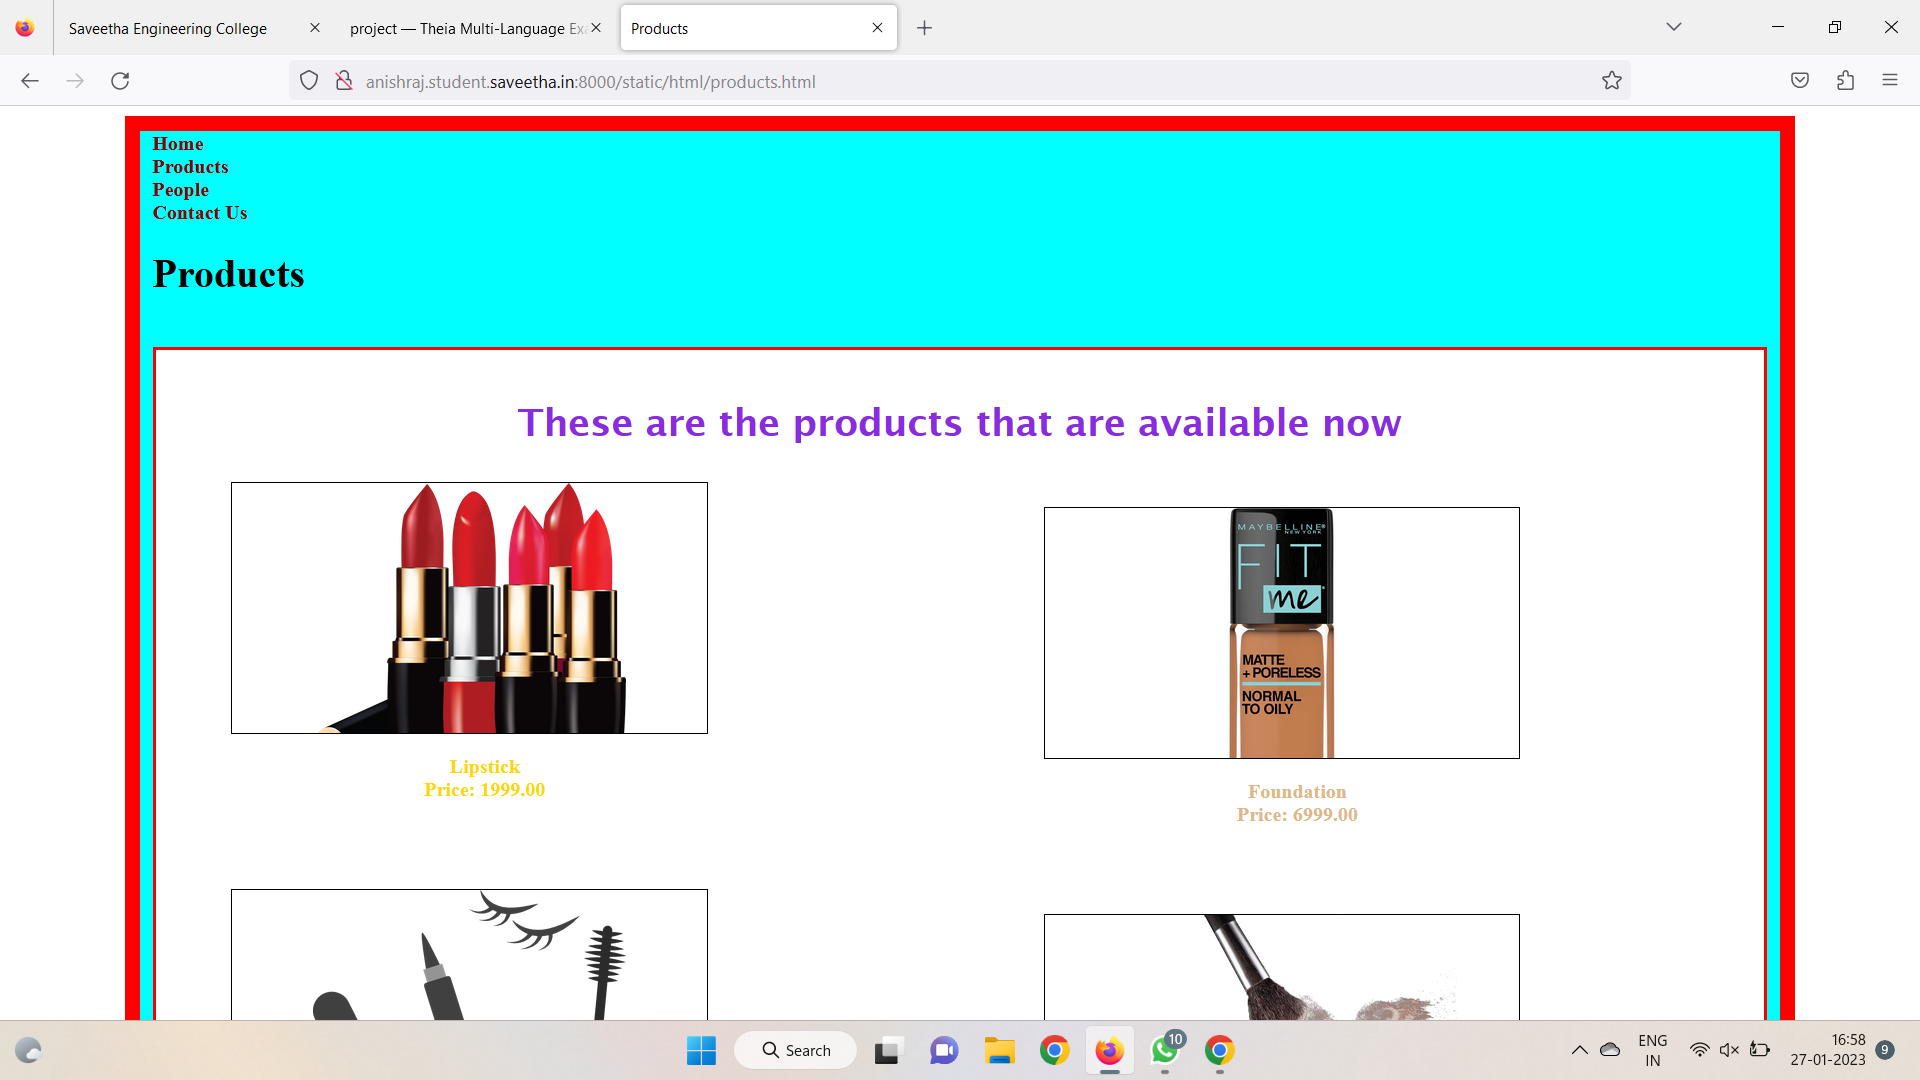 Saveetha Engineering College
project — Theia Multi-Language Exa
Products
anishraj.student.saveetha.in:8000/static/html/products.html
Home
Products
People
Contact Us
Products
These are the products that are available now
MAYBELLINE
NEW YORK
FIT
me
MATTE
+ PORELESS
NORMAL
TO OILY
Lipstick
Price: 1999.00
Foundation
Price: 6999.00
Search
10
ENG
IN
16:58
27-01-2023
9